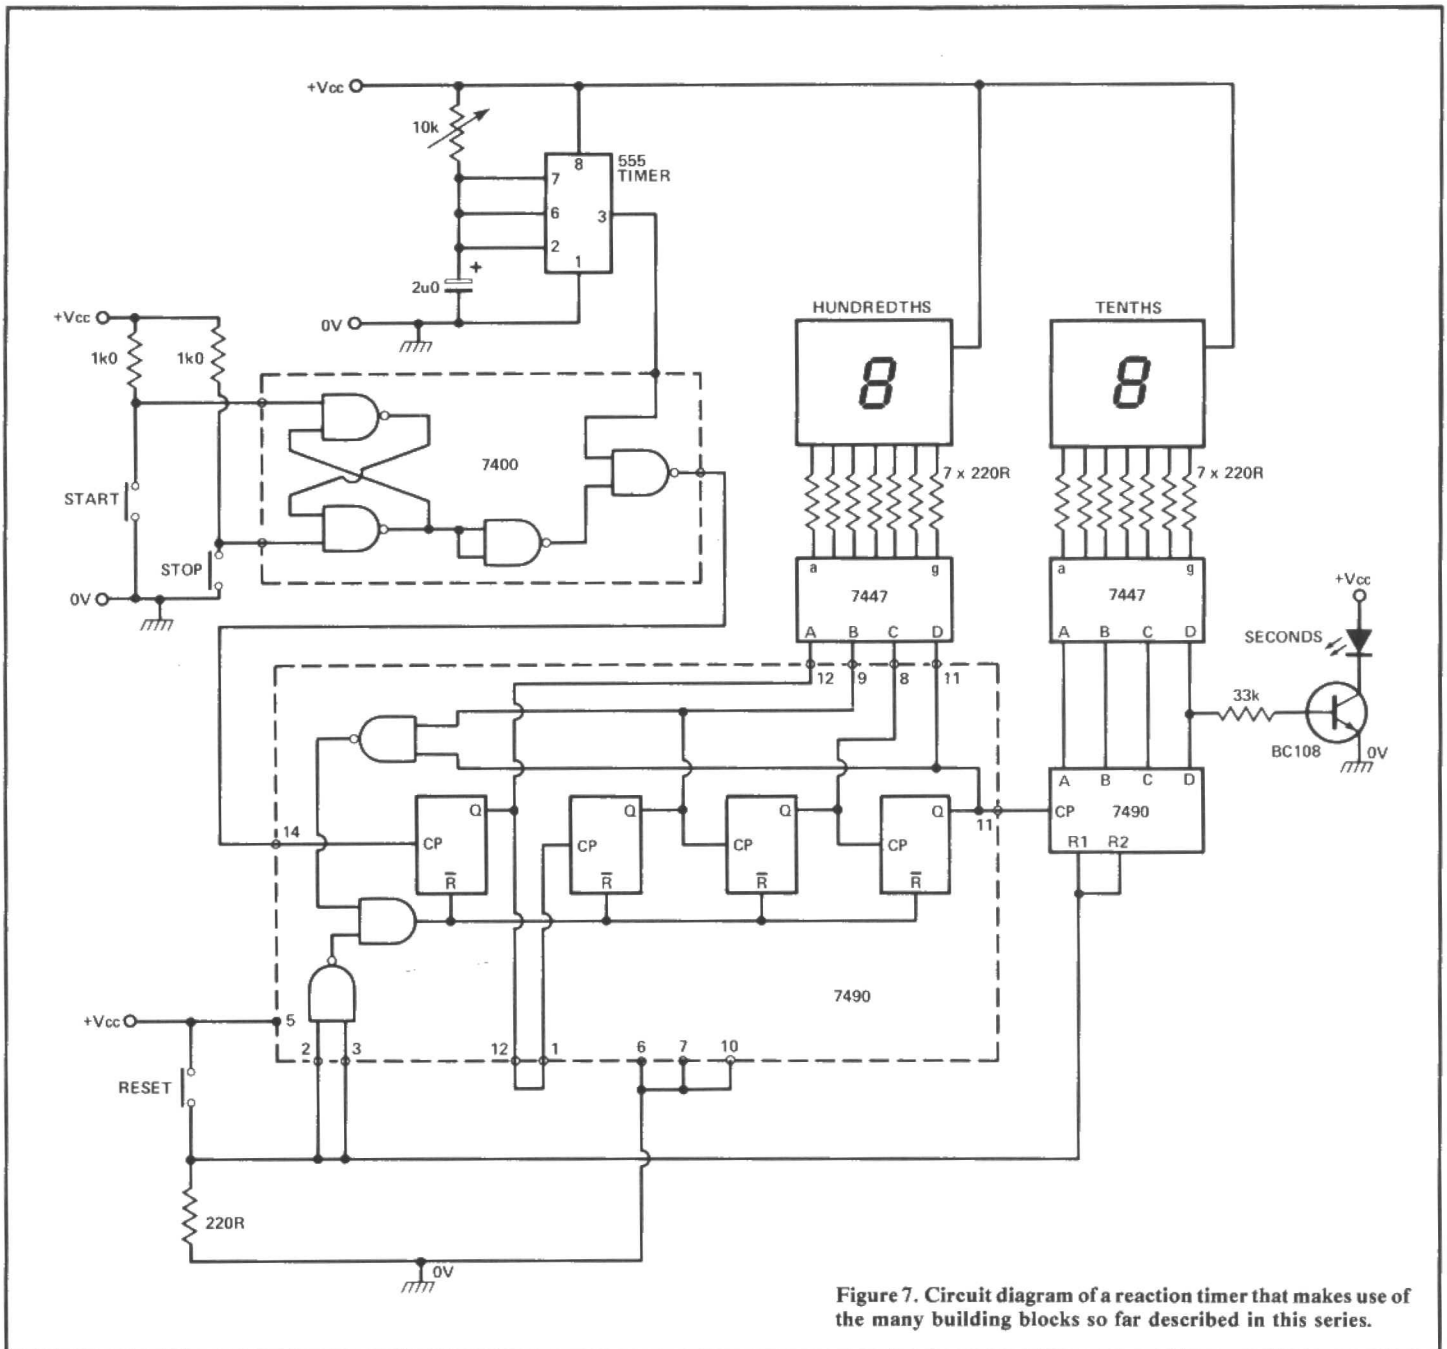 +Vcc
10k
555
TIMER
8
7
6
3
2
1
+
2u0
0V
+Vcc
1k0
1k0
HUNDREDTHS
TENTHS
8
8
7400
7 x 220R
7 x 220R
START
STOP
0V
a
g
7447
A
B
C
D
a
g
7447
A
B
C
D
+Vcc
SECONDS
12
9
8
11
33k
BC108
0V
Q
Q
Q
Q
14
CP
CP
CP
CP
R
R
R
R
11
A
B
C
D
CP
7490
R1
R2
7490
+Vcc
5
2
3
12
1
6
7
10
RESET
220R
0V
Figure 7. Circuit diagram of a reaction timer that makes use of
the many building blocks so far described in this series.